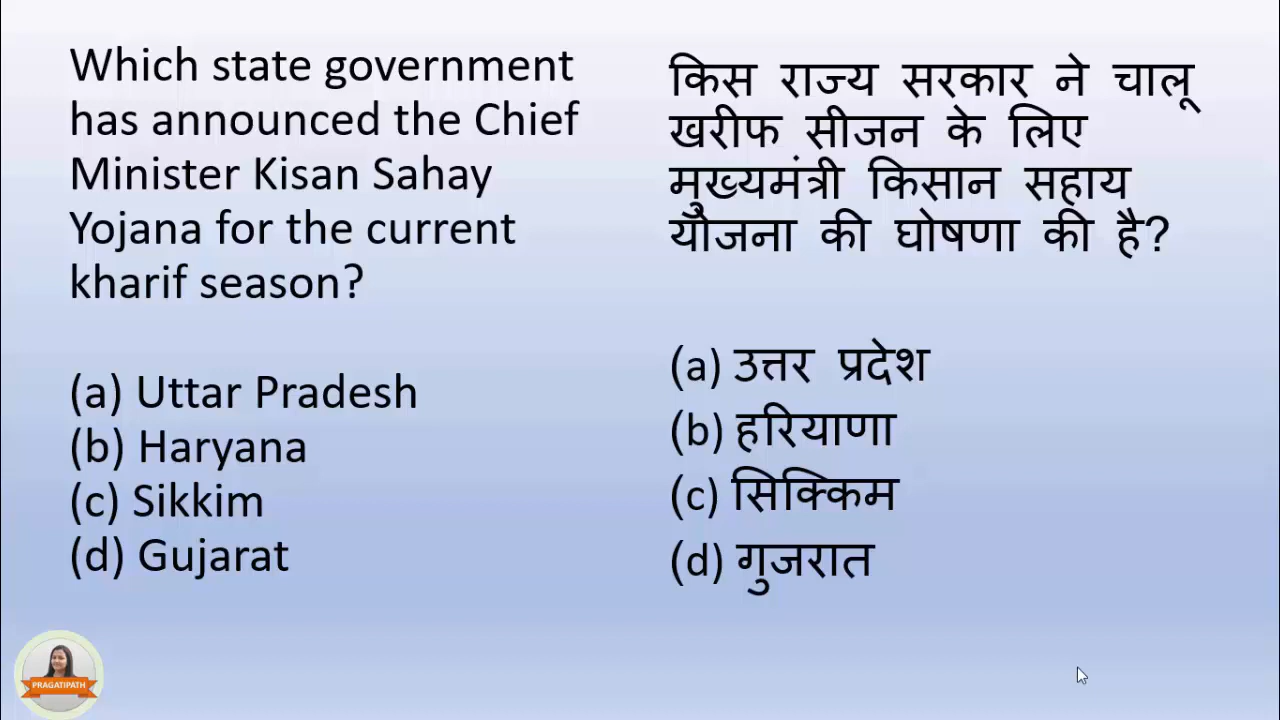 Which state government
has announced the Chief
Minister Kisan Sahay
Yojana for the current
kharif season?
(a) Uttar Pradesh
(b) Haryana
(c) Sikkim
(d) Gujarat
किस राज्य सरकार ने चालू
खरीफ सीजन के लिए
मुख्यमंत्री किसान सहाय
योजना की घोषणा की है?
(a) उत्तर प्रदेश
(b) हरियाणा
(c) सिक्किम
(d) गुजरात
PRAGATIPATH